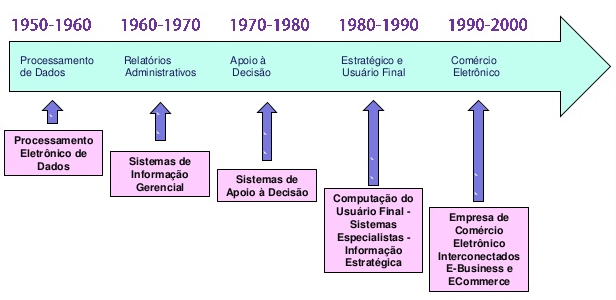 1950-1960
1960-1970
1970-1980
1980-1990
1990-2000
Processamento
de Dados
Relatórios
Administrativos
Apoio à
Decisão
Estratégico e
Usuário Final
Comércio
Eletrônico
Processamento
Eletrônico de
Dados
Sistemas de
Informação
Gerencial
Sistemas de
Apoio à Decisão
Computação do
Usuário Final -
Sistemas
Especialistas -
Informação
Estratégica
Empresa de
Comércio
Eletrônico
Interconectados
E-Business e
ECommerce